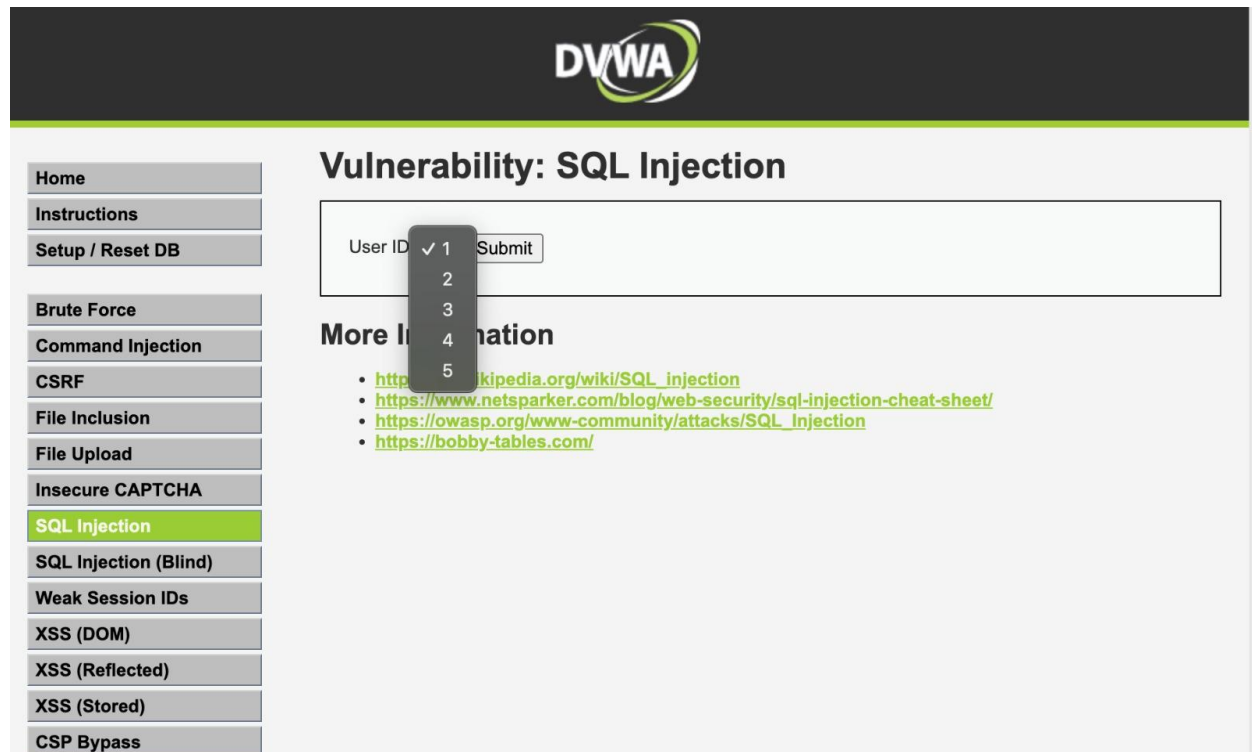 DVWA
Home
Instructions
Setup / Reset DB
Brute Force
Command Injection
CSRF
File Inclusion
File Upload
Insecure CAPTCHA
SQL Injection
SQL Injection (Blind)
Weak Session IDs
XSS (DOM)
XSS (Reflected)
XSS (Stored)
CSP Bypass
Vulnerability: SQL Injection
User ID ✓ 1 Submit
2
3
4
5
More I ation
http kipedia.org/wiki/SQL_injection
https://www.netsparker.com/blog/web-security/sql-injection-cheat-sheet/
https://owasp.org/www-community/attacks/SQL_Injection
https://bobby-tables.com/